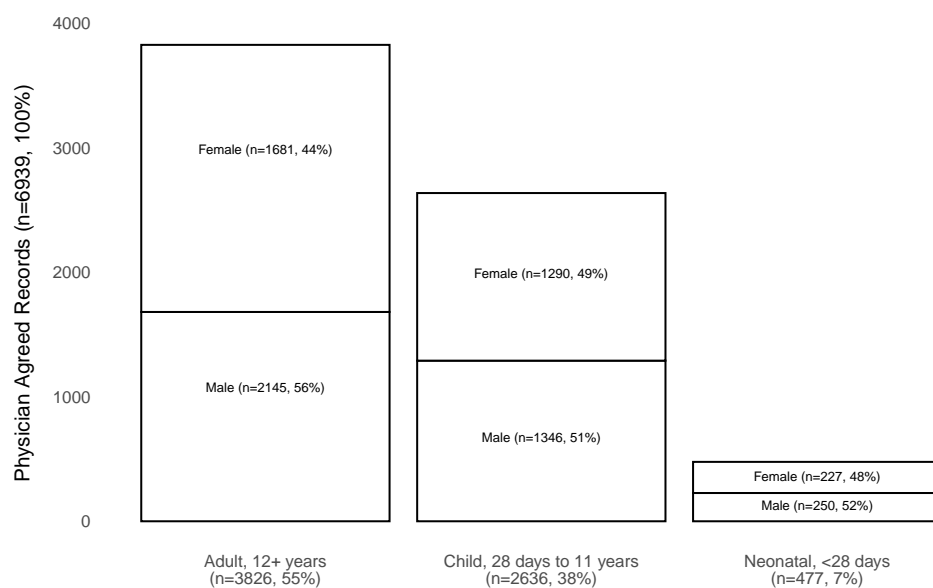 Physician Agreed Records (n=6939, 100%)
4000
3000
2000
1000
0
Female (n=1681, 44%)
Male (n=2145, 56%)
Female (n=1290, 49%)
Male (n=1346, 51%)
Female (n=227, 48%)
Male (n=250, 52%)
Adult, 12+ years
(n=3826, 55%)
Child, 28 days to 11 years
(n=2636, 38%)
Neonatal, <28 days
(n=477, 7%)